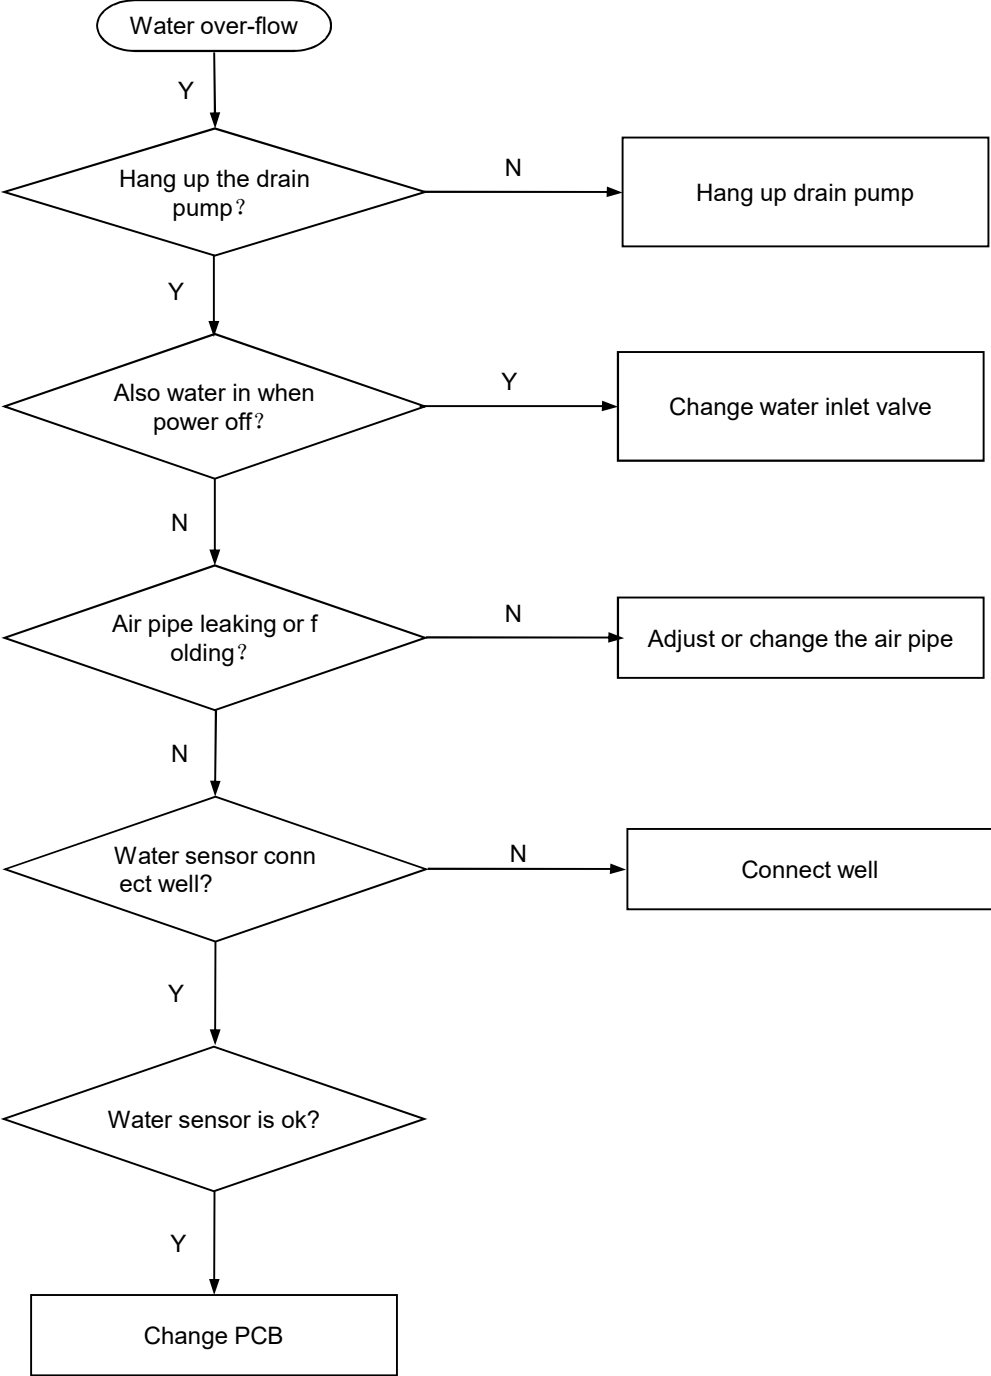 Water over-flow
Y
Hang up the drain
pump？
N
Hang up drain pump
Y
Also water in when
power off？
Y
Change water inlet valve
N
Air pipe leaking or f
olding？
N
Adjust or change the air pipe
N
Water sensor conn
ect well?
N
Connect well
Y
Water sensor is ok?
Y
Change PCB